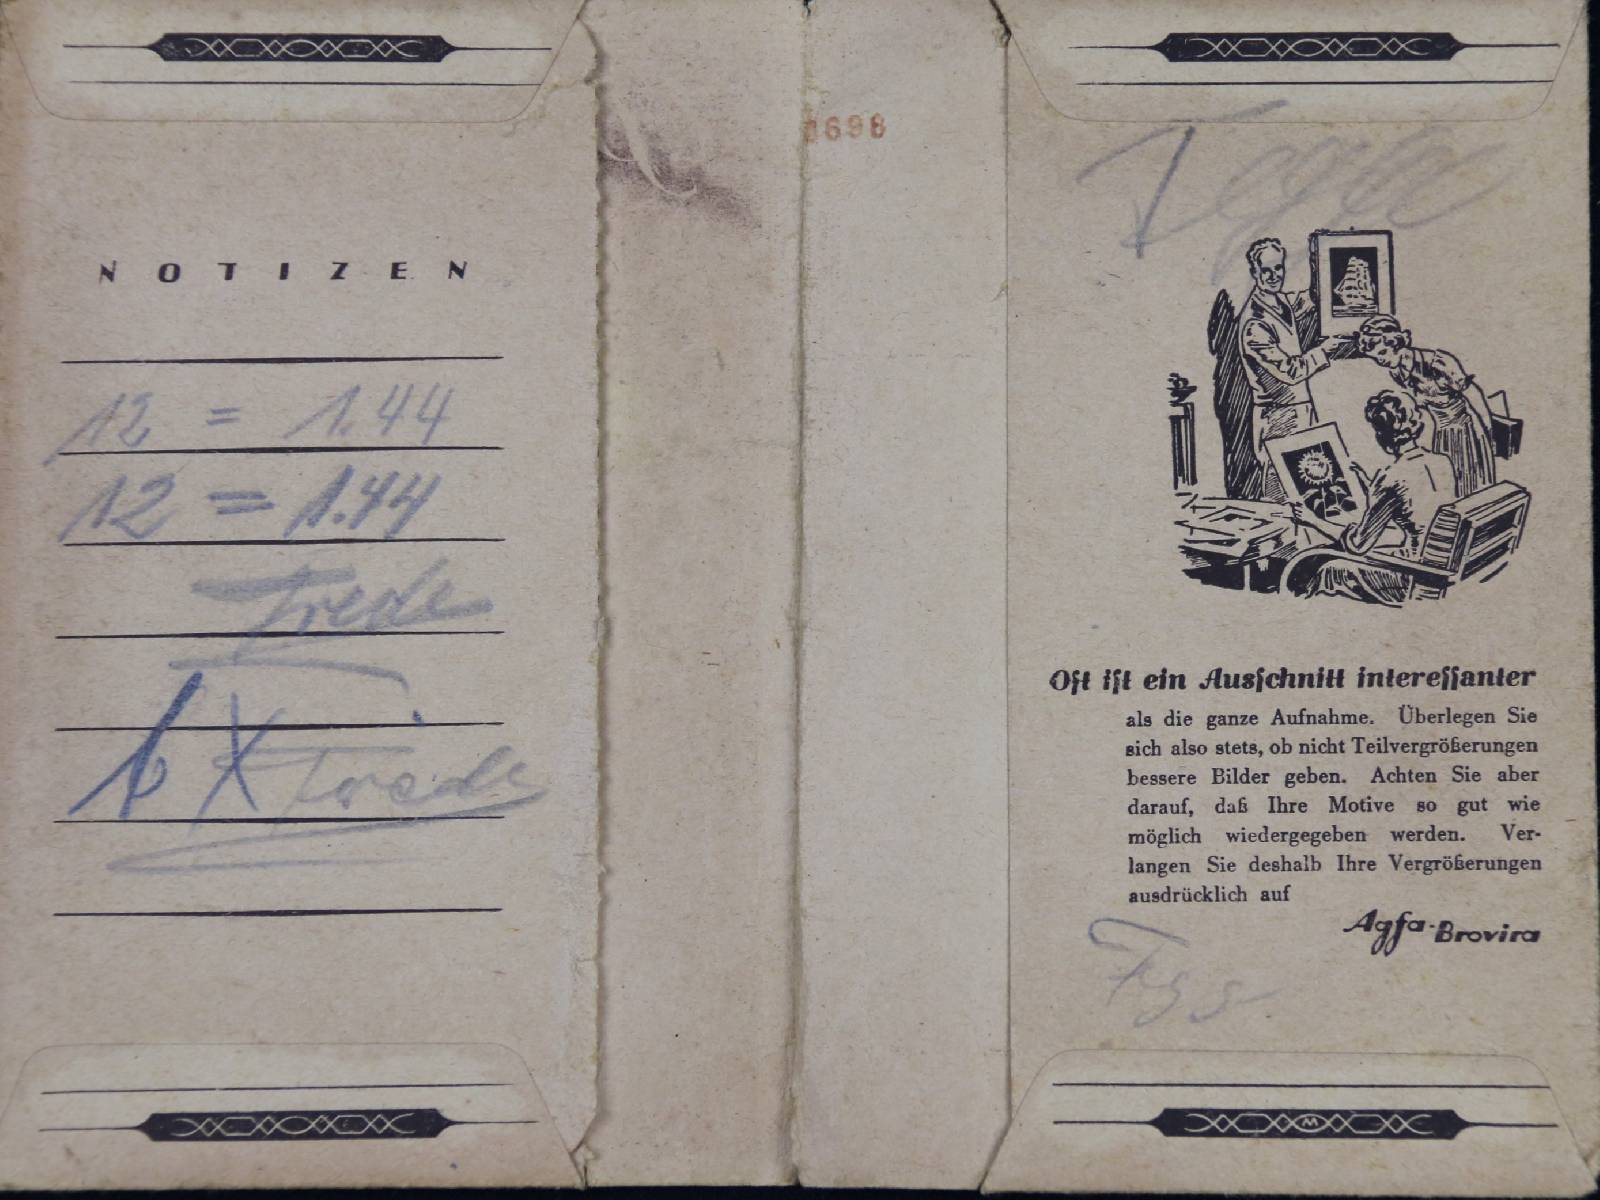 NOTIZEN
12 = 1.44
12 = 1.44
698
Oft ist ein Ausschnitt interessanter
als die ganze Aufnahme. Überlegen Sie
sich also stets, ob nicht Teilvergrößerungen
bessere Bilder geben. Achten Sie aber
darauf, daß Ihre Motive so gut wie
möglich wiedergegeben werden. Ver-
langen Sie deshalb Ihre Vergrößerungen
ausdrücklich auf
Agfa-Brovira